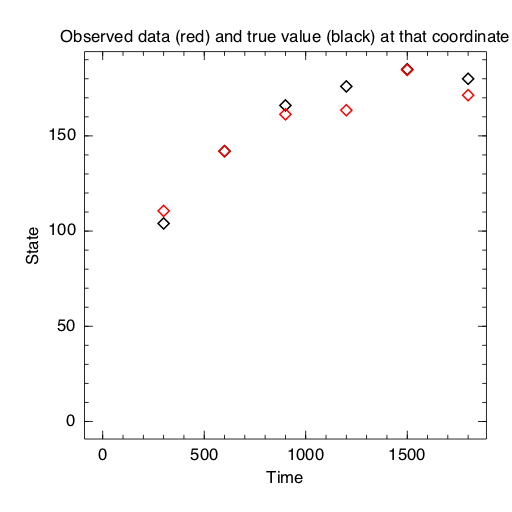 Observed data (red) and true value (black) at that coordinate
150
100
50
0
State
0 500 1000 1500
Time